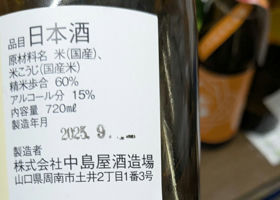 品目 日本酒
原材料名 米(国産)、
米こうじ(国産米)
精米歩合 60%
アルコール分 15%
内容量 720ml
製造年月
2025. 9.
製造者
株式会社中島屋酒造場
山口県周南市土井2丁目1番3号